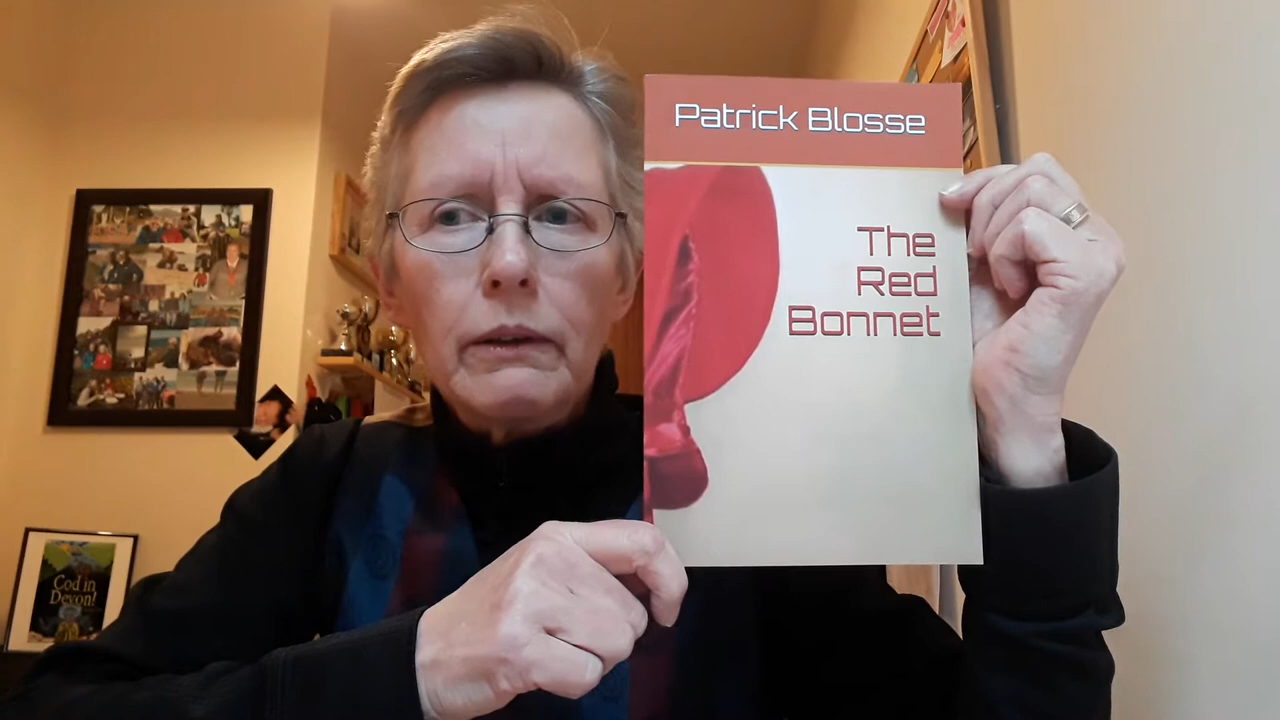 Patrick Blosse
The
Red
Bonnet
Cod in
Devon!